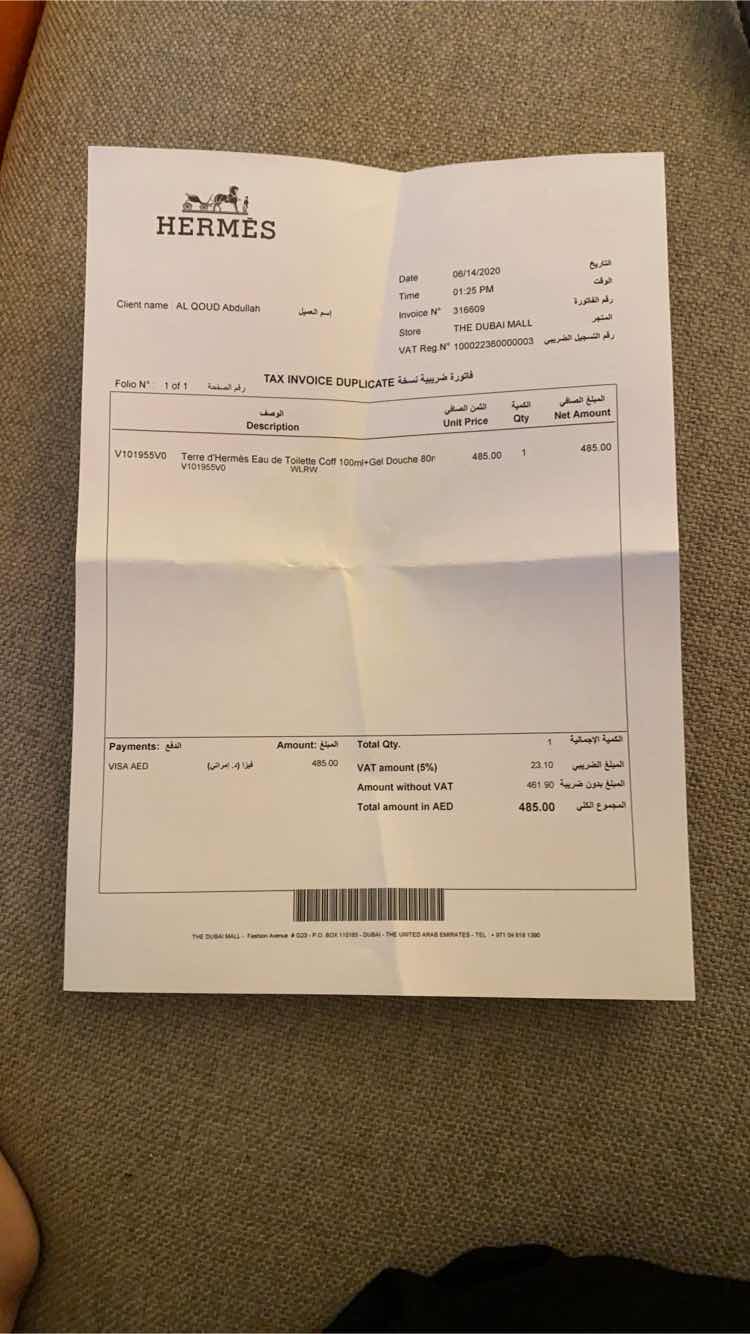 HERMÈS
Date 06/14/2020 التاريخ
Time 01:25 PM الوقت
Client name : AL QOUD Abdullah إسم العميل
Invoice N° 316609 رقم الفاتورة
Store THE DUBAI MALL المتجر
VAT Reg.N° 100022360000003 رقم التسجيل الضريبي
Folio N° : 1 of 1 رقم الصفحة
TAX INVOICE DUPLICATE فاتورة ضريبية نسخة
الوصف الثمن الصافي الكمية المبلغ الصافي
Description Unit Price Qty Net Amount
V101955V0 Terre d'Hermès Eau de Toilette Coff 100ml+Gel Douche 80r 485.00 1 485.00
V101955V0 WLRW
Payments: الدفع Amount: المبلغ Total Qty. 1 الكمية الإجمالية
VISA AED فيزا (د. إمراتي) 485.00 VAT amount (5%) 23.10 المبلغ الضريبي
Amount without VAT 461.90 المبلغ بدون ضريبة
Total amount in AED 485.00 المجموع الكلي
THE DUBAI MALL - Fashion Avenue # G23 - P.O. BOX 110185 - DUBAI - THE UNITED ARAB EMIRATES - TEL : + 971 04 818 1390